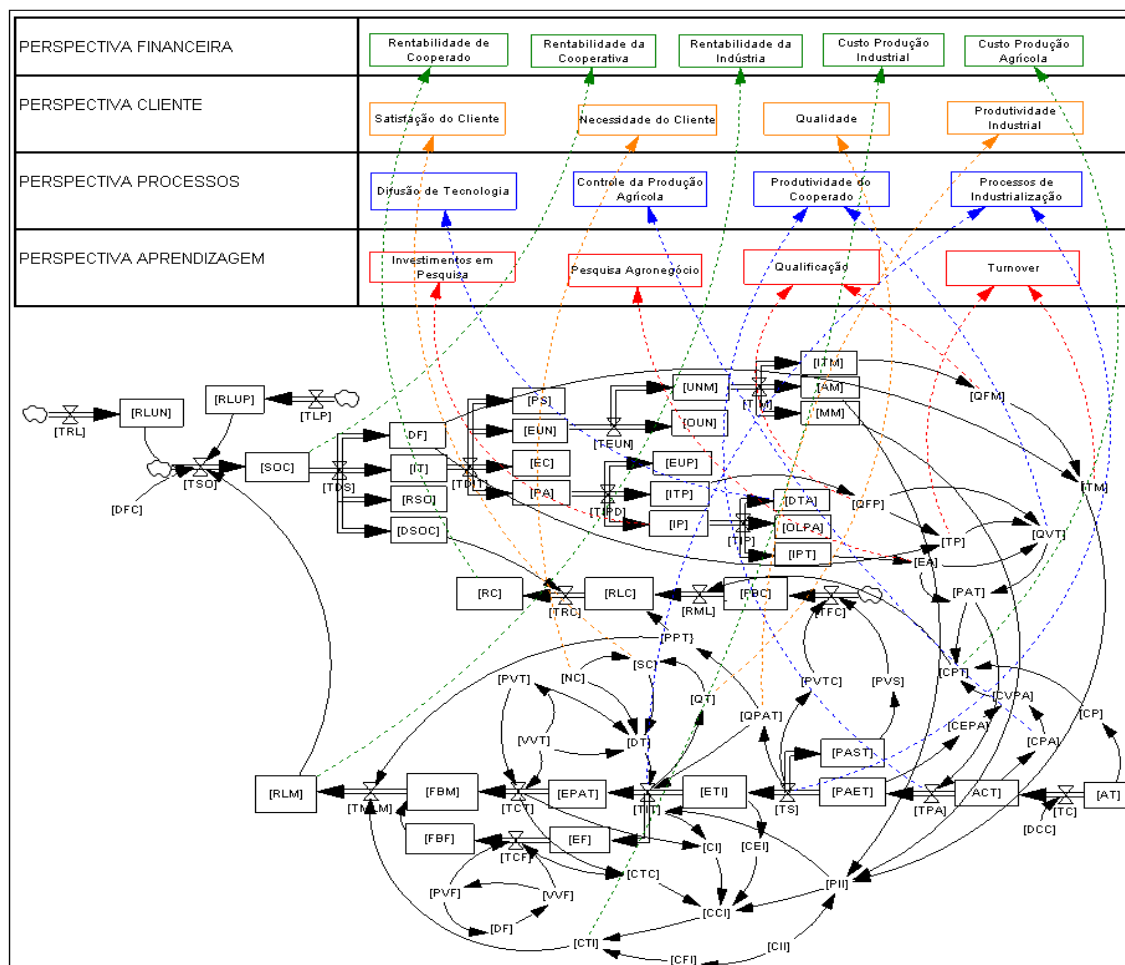 PERSPECTIVA FINANCEIRA
Rentabilidade de
Cooperado
Rentabilidade da
Cooperativa
Rentabilidade da
Indústria
Custo Produção
Industrial
Custo Produção
Agrícola
PERSPECTIVA CLIENTE
Satisfação do Cliente
Necessidade do Cliente
Qualidade
Produtividade
Industrial
PERSPECTIVA PROCESSOS
Difusão de Tecnologia
Controle da Produção
Agrícola
Produtividade do
Cooperado
Processos de
Industrialização
PERSPECTIVA APRENDIZAGEM
Investimentos em
Pesquisa
Pesquisa Agronegócio
Qualificação
Turnover
[RLUN]
[TRL]
[RLUP]
[TLP]
[SOC]
[TSO]
[DFC]
[TDS]
DF]
[IT]
[RSO]
[DSOC]
[TDIT]
[PS]
[EUN]
[EC]
[PA]
[TEUN]
[UNM]
[OUN]
[ITM]
[AM]
[MM]
[QFM]
[TIPD]
[EUP]
[ITP]
[IP]
[TIP]
[DTA]
[OLPA]
[IPT]
[QFP]
[TP]
[EA]
[QVT]
[TM]
[PAT]
[RC]
[TRC]
[RLC]
[RML]
[FBC]
[TFC]
[PPT]
[NC]
[SC]
[PVT]
[VVT]
[DT]
[QT]
[QPAT]
[PVTC]
[PVS]
[CPT]
[CVPA]
[CEPA]
[CPA]
[CP]
[PAST]
[RLM]
[FBM]
[TCT]
[EPAT]
[TIT]
[ETI]
[TS]
[PAET]
[TPA]
ACT]
[TC]
[AT]
[DCC]
[FBF]
[TCF]
[EF]
[CI]
[CEI]
[PVF]
[VVF]
[DF]
[CTC]
[CCI]
[PII]
[CTI]
[CFI]
[CII]